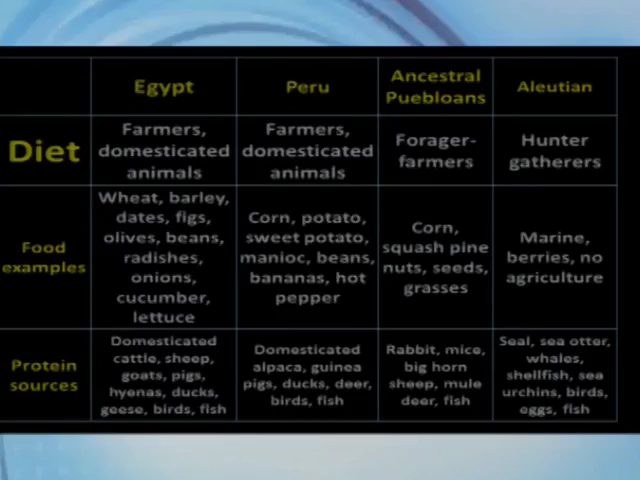 Egypt
Peru
Ancestral
Puebloans
Aleutian
Diet
Farmers,
domesticated
animals
Farmers,
domesticated
animals
Forager-
farmers
Hunter
gatherers
Food
examples
Wheat, barley,
dates, figs,
olives, beans,
radishes,
onions,
cucumber,
lettuce
Corn, potato,
sweet potato,
manioc, beans,
bananas, hot
pepper
Corn,
squash pine
nuts, seeds,
grasses
Marine,
berries, no
agriculture
Protein
sources
Domesticated
cattle, sheep,
goats, pigs,
hyenas, ducks,
geese, birds, fish
Domesticated
alpaca, guinea
pigs, ducks, deer,
birds, fish
Rabbit, mice,
big horn
sheep, mule
deer, fish
Seal, sea otter,
whales,
shellfish, sea
urchins, birds,
eggs, fish